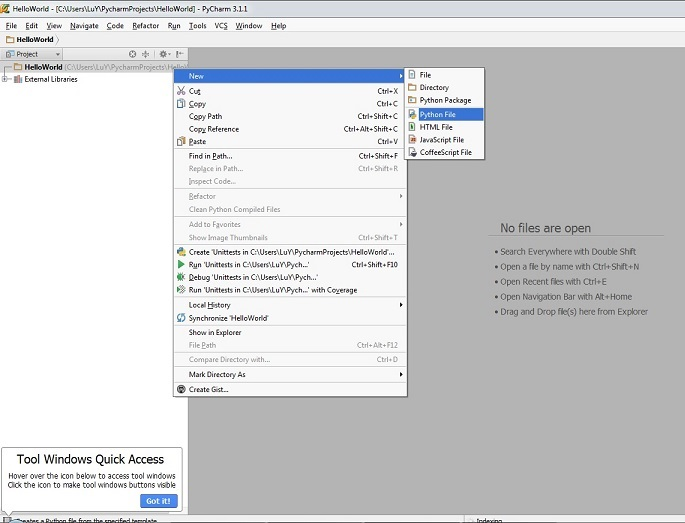 HelloWorld - [C:\Users\LuY\PycharmProjects\HelloWorld] - PyCharm 3.1.1
File Edit View Navigate Code Refactor Run Tools VCS Window Help
HelloWorld
Project
HelloWorld (C:\Users\LuY\PycharmProjects\Hello
External Libraries
New
Cut Ctrl+X
Copy Ctrl+C
Copy Path Ctrl+Shift+C
Copy Reference Ctrl+Alt+Shift+C
Paste Ctrl+V
Find in Path... Ctrl+Shift+F
Replace in Path... Ctrl+Shift+R
Inspect Code...
Refactor
Clean Python Compiled Files
Add to Favorites
Show Image Thumbnails Ctrl+Shift+T
Create 'Unittests in C:\Users\LuY\PycharmProjects\HelloWorld'...
Run 'Unittests in C:\Users\LuY\Pych...' Ctrl+Shift+F10
Debug 'Unittests in C:\Users\LuY\Pych...'
Run 'Unittests in C:\Users\LuY\Pych...' with Coverage
Local History
Synchronize 'HelloWorld'
Show in Explorer
File Path Ctrl+Alt+F12
Compare Directory with... Ctrl+D
Mark Directory As
Create Gist...
File
Directory
Python Package
Python File
HTML File
JavaScript File
CoffeeScript File
No files are open
• Search Everywhere with Double Shift
• Open a file by name with Ctrl+Shift+N
• Open Recent files with Ctrl+E
• Open Navigation Bar with Alt+Home
• Drag and Drop file(s) here from Explorer
Tool Windows Quick Access
Hover over the icon below to access tool windows
Click the icon to make tool windows buttons visible
Got it!
Creates a Python file from the specified template
Indexing